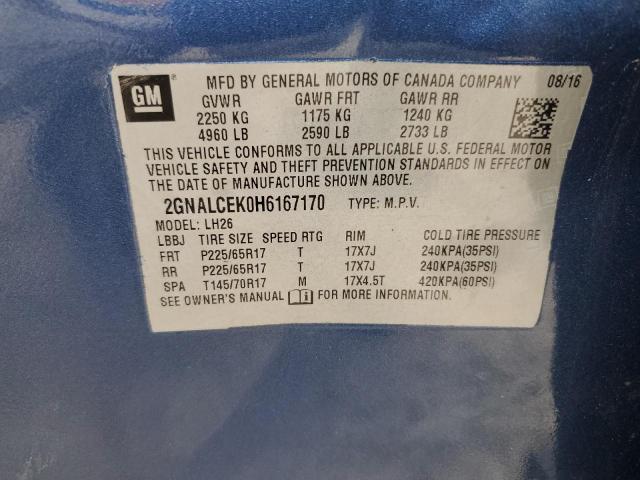 GM
MFD BY GENERAL MOTORS OF CANADA COMPANY 08/16
GVWR GAWR FRT GAWR RR
2250 KG 1175 KG 1240 KG
4960 LB 2590 LB 2733 LB
THIS VEHICLE CONFORMS TO ALL APPLICABLE U.S. FEDERAL MOTOR
VEHICLE SAFETY AND THEFT PREVENTION STANDARDS IN EFFECT ON
THE DATE OF MANUFACTURE SHOWN ABOVE.
2GNALCEK0H6167170 TYPE: M.P.V.
MODEL: LH26
LBBJ TIRE SIZE SPEED RTG RIM COLD TIRE PRESSURE
FRT P225/65R17 T 17X7J 240KPA(35PSI)
RR P225/65R17 T 17X7J 240KPA(35PSI)
SPA T145/70R17 M 17X4.5T 420KPA(60PSI)
SEE OWNER'S MANUAL FOR MORE INFORMATION.